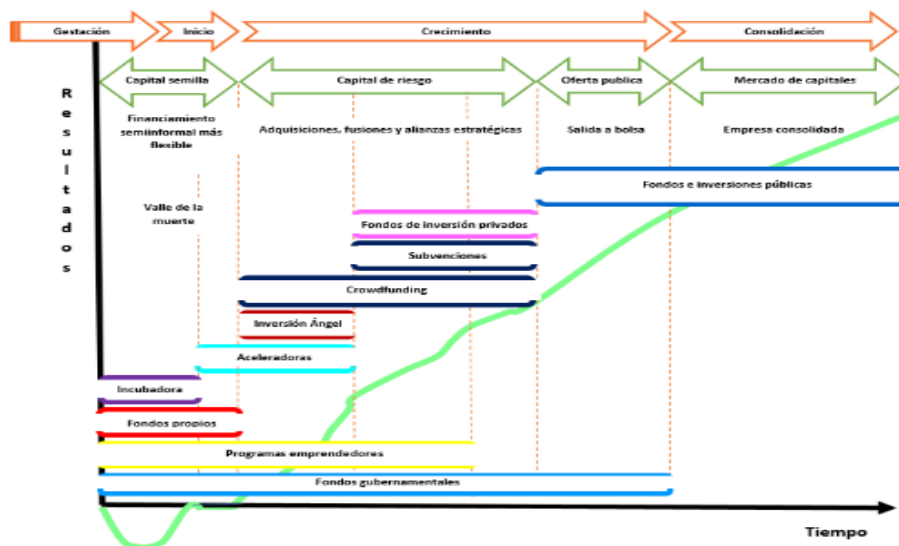 Gestación
Inicio
Crecimiento
Consolidación
Capital semilla
Capital de riesgo
Oferta publica
Mercado de capitales
Resultados
Financiamiento
semiinformal más
flexible
Adquisiciones, fusiones y alianzas estratégicas
Salida a bolsa
Empresa consolidada
Fondos e inversiones públicas
Valle de la
muerte
Fondos de inversión privados
Subvenciones
Crowdfunding
Inversión Ángel
Aceleradoras
Incubadora
Fondos propios
Programas emprendedores
Fondos gubernamentales
Tiempo